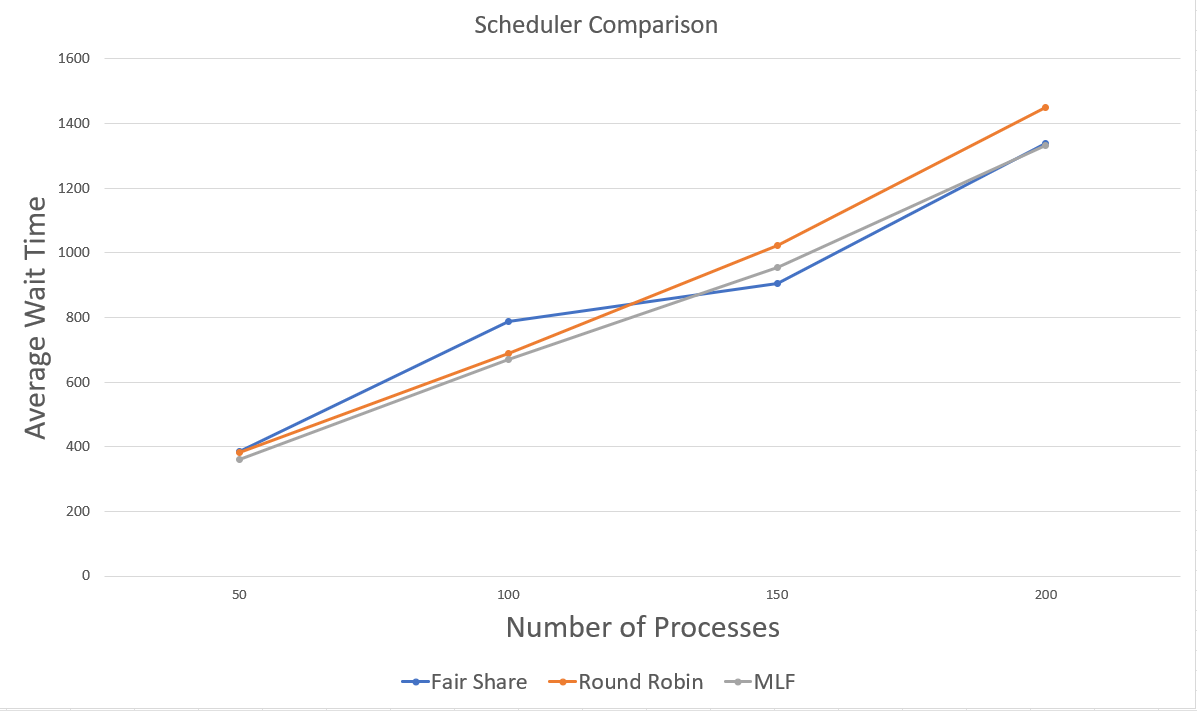 Scheduler Comparison
1600
1400
1200
1000
800
600
400
200
0
Average Wait Time
50 100 150 200
Number of Processes
Fair Share Round Robin MLF